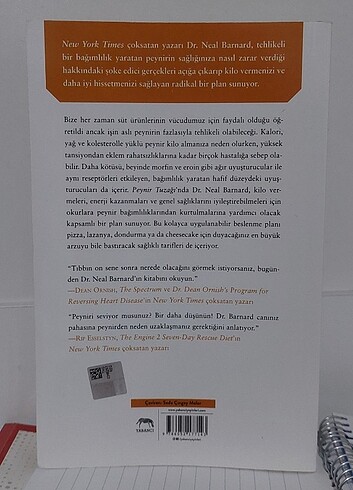 New York Times çoksatan yazarı Dr. Neal Barnard, tehlikeli
bir bağımlılık yaratan peynirin sağlığınıza nasıl zarar verdiği
hakkındaki şoke edici gerçekleri açığa çıkarıp kilo vermenizi ve
daha iyi hissetmenizi sağlayan radikal bir plan sunuyor.
Bize her zaman süt ürünlerinin vücudumuz için faydalı olduğu öğ-
retildi ancak işin aslı peynirin fazlasıyla tehlikeli olabileceği. Kalori,
yağ ve kolesterolle yüklü peynir kilo almanıza neden olurken, yüksek
tansiyondan eklem rahatsızlıklarına kadar birçok hastalığa sebep ola-
bilir. Daha kötüsü, beyinde morfin ve eroin gibi ağır uyuşturucular ile
aynı reseptörleri etkileyen, bağımlılık yaratan hafif düzeydeki uyuş-
turucuları da içerir. Peynir Tuzağı'nda Dr. Neal Barnard, kilo ver-
meleri, enerji kazanmaları ve genel sağlıklarını iyileştirebilmeleri için
okurlara peynir bağımlılıklarından kurtulmalarına yardımcı olacak
kapsamlı bir plan sunuyor. Bu kolayca uygulanabilir beslenme planı
pizza, lazanya, dondurma ya da cheesecake için duyacağınız en büyük
arzuyu bile bastıracak sağlıklı tarifleri de içeriyor.
"Tıbbın on sene sonra nerede olacağını görmek istiyorsanız, bugün-
den Dr. Neal Barnard'ın kitabını okuyun."
—DEAN ORNISH, The Spectrum ve Dr. Dean Ornish's Program for
Reversing Heart Disease'ın New York Times çoksatan yazarı
"Peyniri seviyor musunuz? Bir daha düşünün! Dr. Barnard canınız
pahasına peynirden neden uzaklaşmanız gerektiğini anlatıyor."
—RIP ESSELSTYN, The Engine 2 Seven-Day Rescue Diet'ın
New York Times çoksatan yazarı
Çeviren: Seda Çıngay Mellor
YABANCI